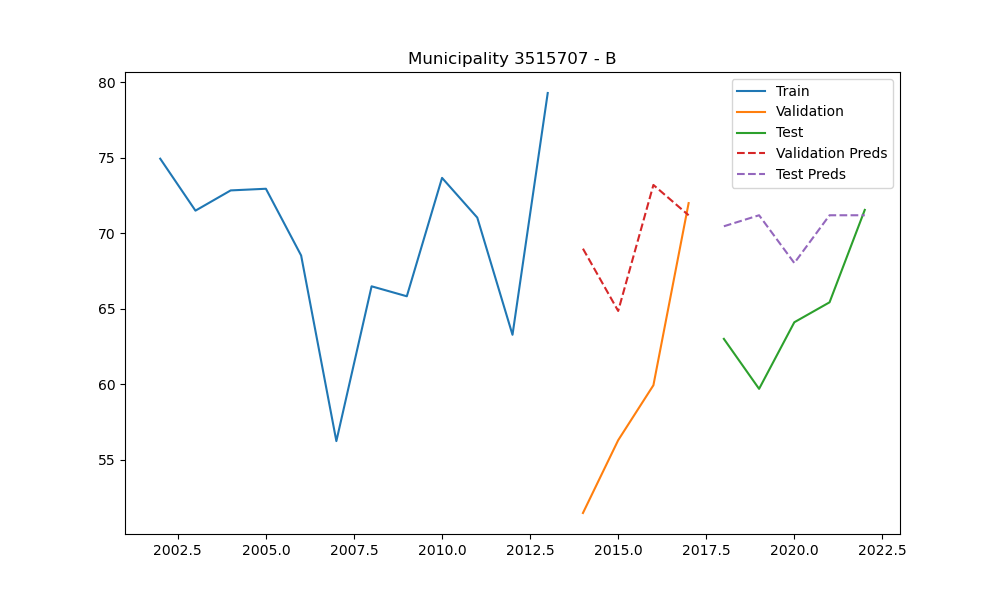 Municipality 3515707 - B
80
75
70
65
60
55
2002.5 2005.0 2007.5 2010.0 2012.5 2015.0 2017.5 2020.0 2022.5
Train
Validation
Test
Validation Preds
Test Preds